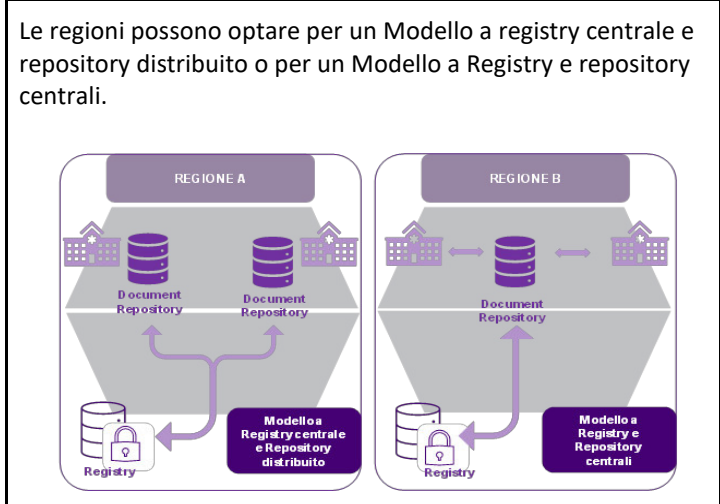 Le regioni possono optare per un Modello a registry centrale e
repository distribuito o per un Modello a Registry e repository
centrali.
REGIONE A
Document
Repository
Document
Repository
Registry
Modello a
Registry centrale
e Repository
distribuito
REGIONE B
Document
Repository
Registry
Modello a
Registry e
Repository
centrali